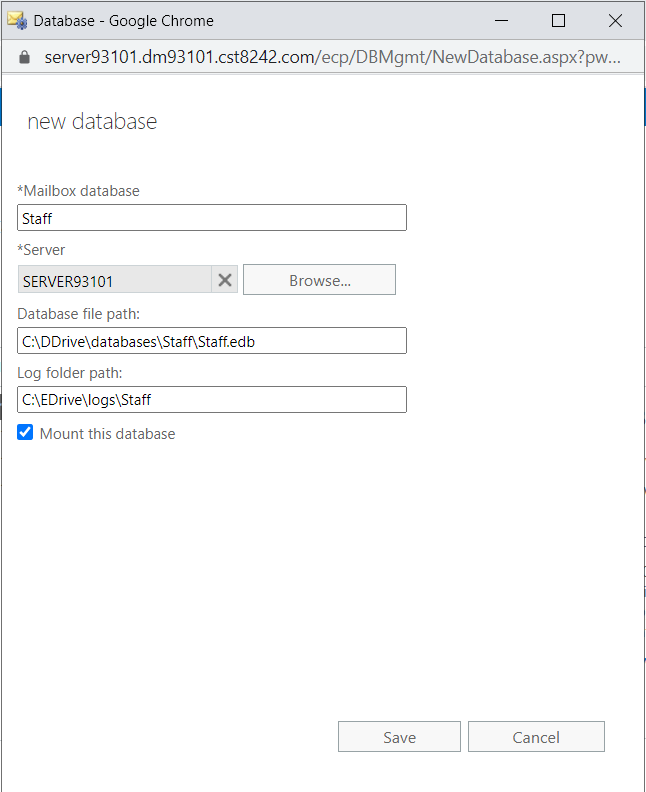 Database - Google Chrome
server93101.dm93101.cst8242.com/ecp/DBMgmt/NewDatabase.aspx?pw...
new database
*Mailbox database
Staff
*Server
SERVER93101
Browse...
Database file path:
C:\DDrive\databases\Staff\Staff.edb
Log folder path:
C:\EDrive\logs\Staff
Mount this database
Save
Cancel